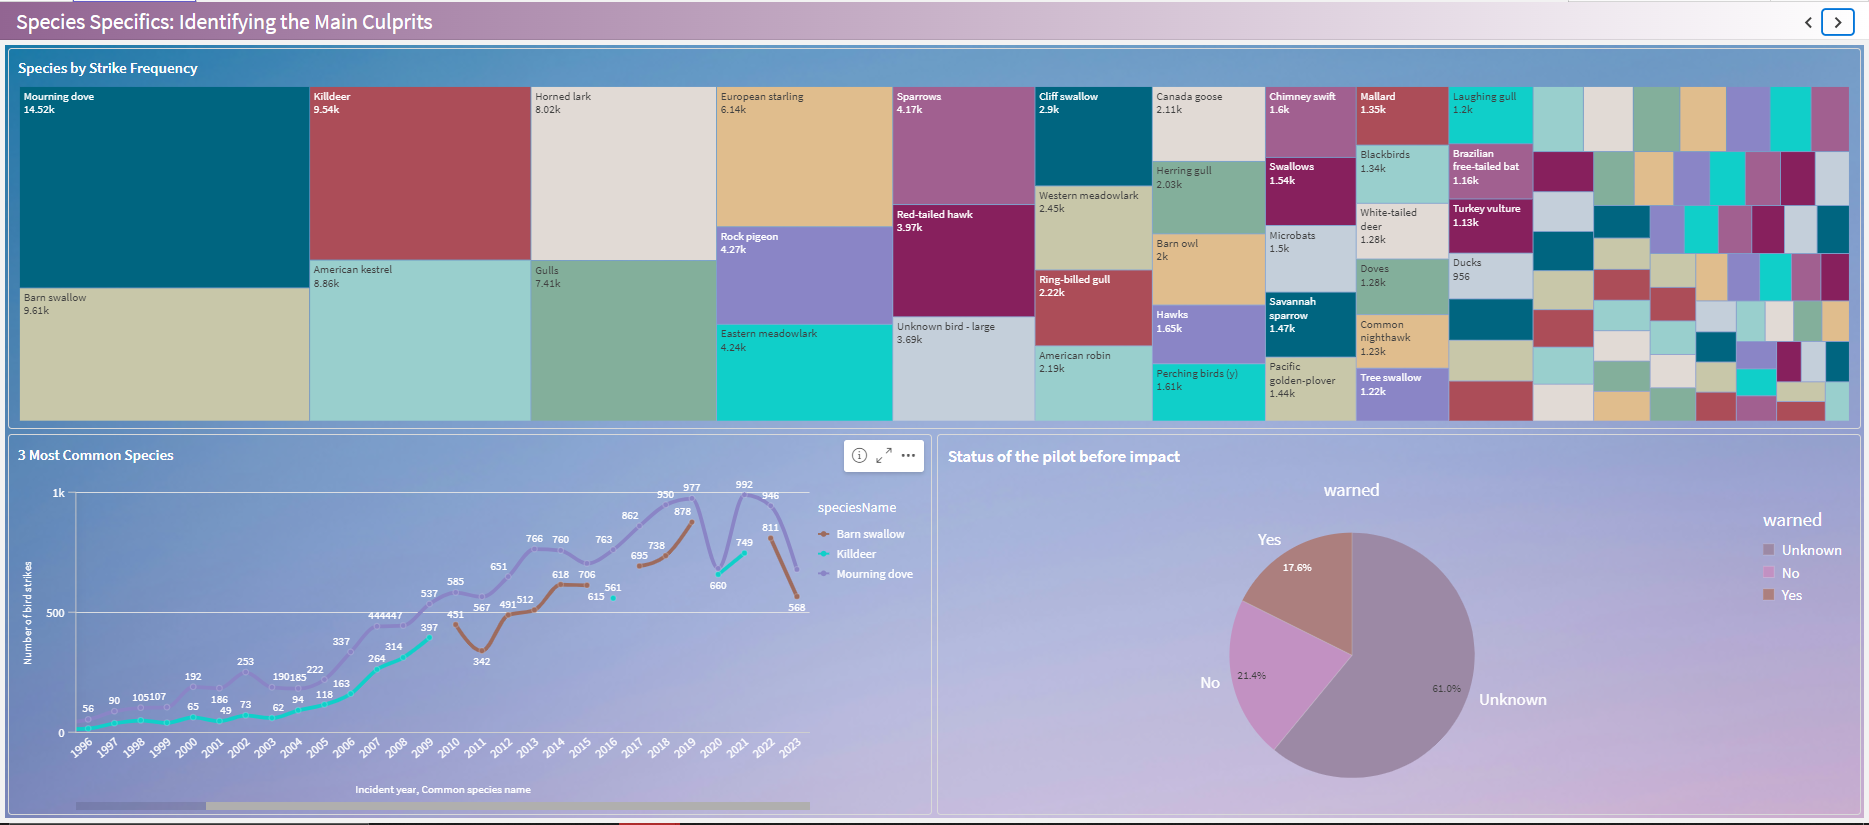 Species Specifics: Identifying the Main Culprits
Species by Strike Frequency
Mourning dove
14.52k
Barn swallow
9.61k
Killdeer
9.54k
American kestrel
8.86k
Horned lark
8.02k
Gulls
7.41k
European starling
6.14k
Rock pigeon
4.27k
Eastern meadowlark
4.24k
Sparrows
4.17k
Red-tailed hawk
3.97k
Unknown bird - large
3.69k
Cliff swallow
2.9k
Western meadowlark
2.45k
Ring-billed gull
2.22k
American robin
2.19k
Canada goose
2.11k
Herring gull
2.03k
Barn owl
2k
Hawks
1.65k
Perching birds (y)
1.61k
Chimney swift
1.6k
Swallows
1.54k
Microbats
1.5k
Savannah
sparrow
1.47k
Pacific
golden-plover
1.44k
Mallard
1.35k
Blackbirds
1.34k
White-tailed
deer
1.28k
Doves
1.28k
Common
nighthawk
1.23k
Tree swallow
1.22k
Laughing gull
1.2k
Brazilian
free-tailed bat
1.16k
Turkey vulture
1.13k
Ducks
956
3 Most Common Species
1k
500
0
Number of bird strikes
56
90
105
107
192
186
253
190
185
222
337
444
447
537
585
567
651
766
760
706
763
862
950
977
992
946
65
49
73
62
94
118
163
264
314
397
561
660
749
451
342
491
512
618
615
695
738
878
811
568
1996
1997
1998
1999
2000
2001
2002
2003
2004
2005
2006
2007
2008
2009
2010
2011
2012
2013
2014
2015
2016
2017
2018
2019
2020
2021
2022
2023
Incident year, Common species name
speciesName
Barn swallow
Killdeer
Mourning dove
Status of the pilot before impact
warned
Yes
17.6%
No
21.4%
61.0%
Unknown
warned
Unknown
No
Yes